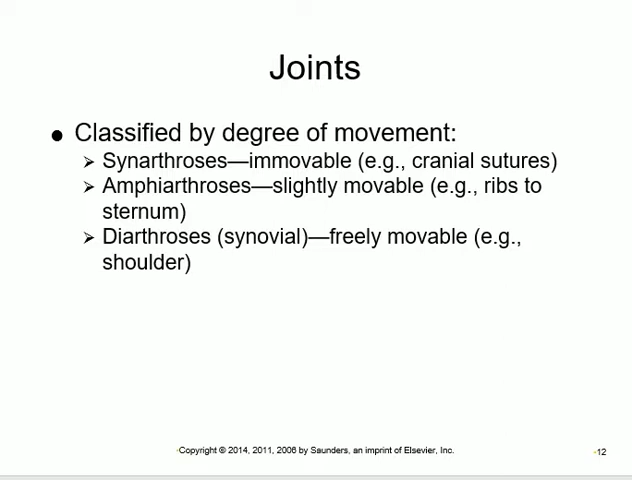 Joints
● Classified by degree of movement:
➢ Synarthroses—immovable (e.g., cranial sutures)
➢ Amphiarthroses—slightly movable (e.g., ribs to
sternum)
➢ Diarthroses (synovial)—freely movable (e.g.,
shoulder)
Copyright © 2014, 2011, 2006 by Saunders, an imprint of Elsevier, Inc.
12